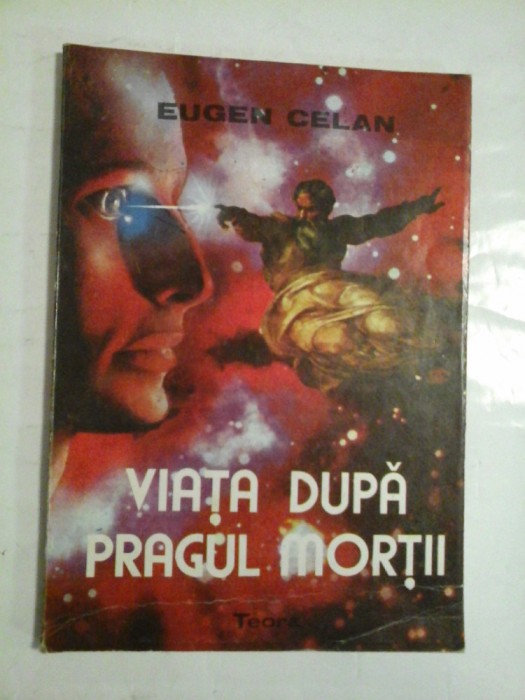 EUGEN CELAN
VIAȚA DUPĂ
PRAGUL MORȚII
Teora